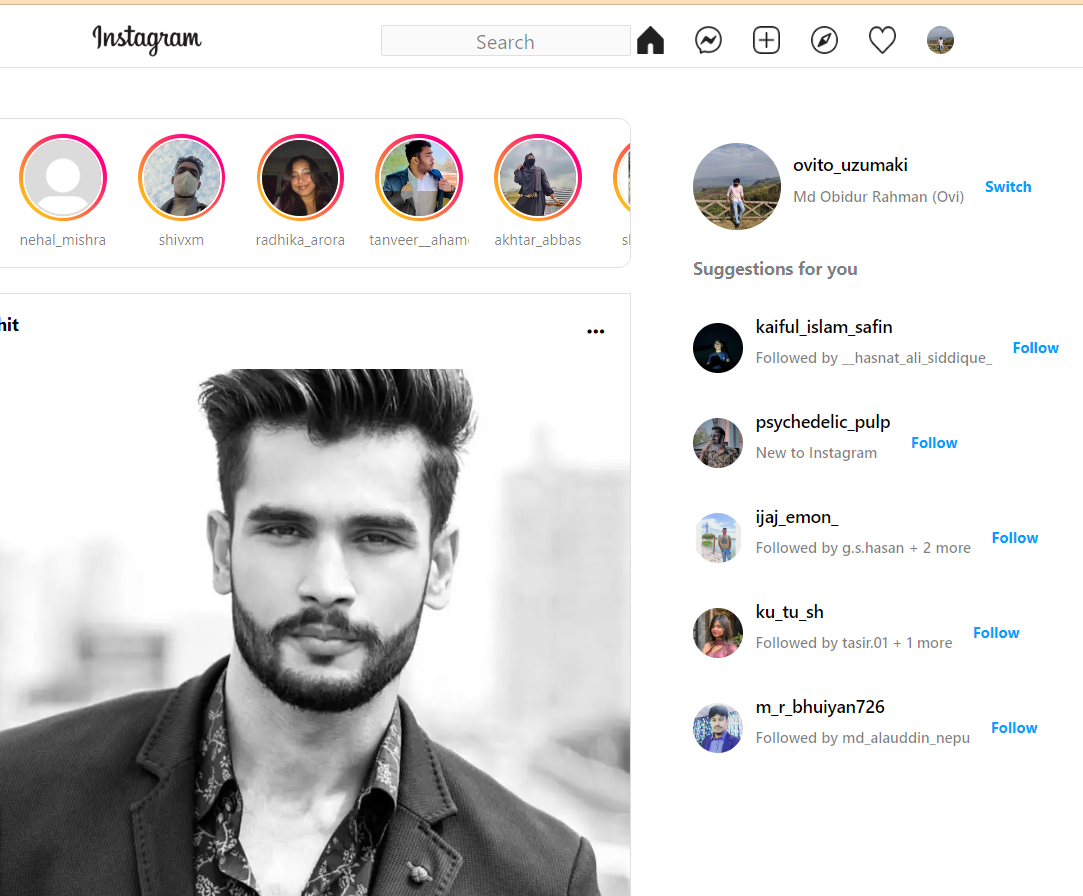 Instagram
Search
nehal_mishra
shivxm
radhika_arora
tanveer__aham
akhtar_abbas
ovito_uzumaki
Md Obidur Rahman (Ovi)
Switch
Suggestions for you
hit
kaiful_islam_safin
Followed by __hasnat_ali_siddique_
Follow
psychedelic_pulp
New to Instagram
Follow
ijaj_emon_
Followed by g.s.hasan + 2 more
Follow
ku_tu_sh
Followed by tasir.01 + 1 more
Follow
m_r_bhuiyan726
Followed by md_alauddin_nepu
Follow